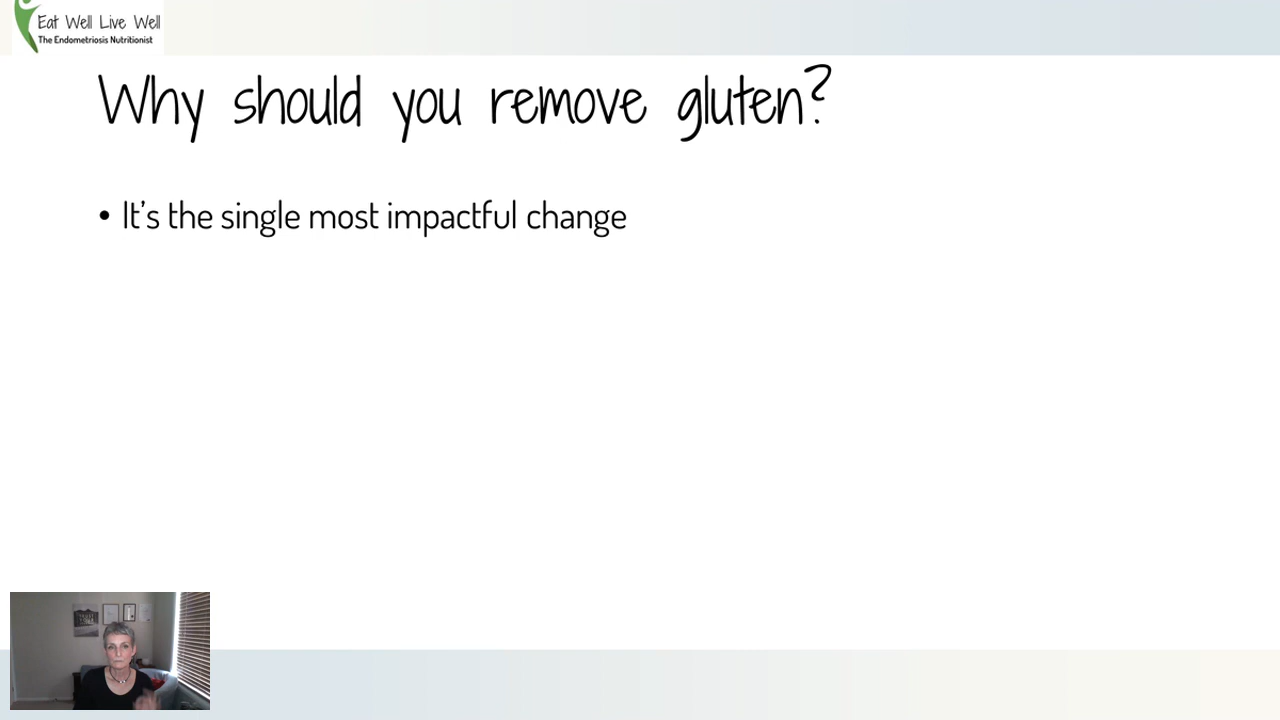 Eat Well Live Well
The Endometriosis Nutritionist
Why should you remove gluten?
• It's the single most impactful change